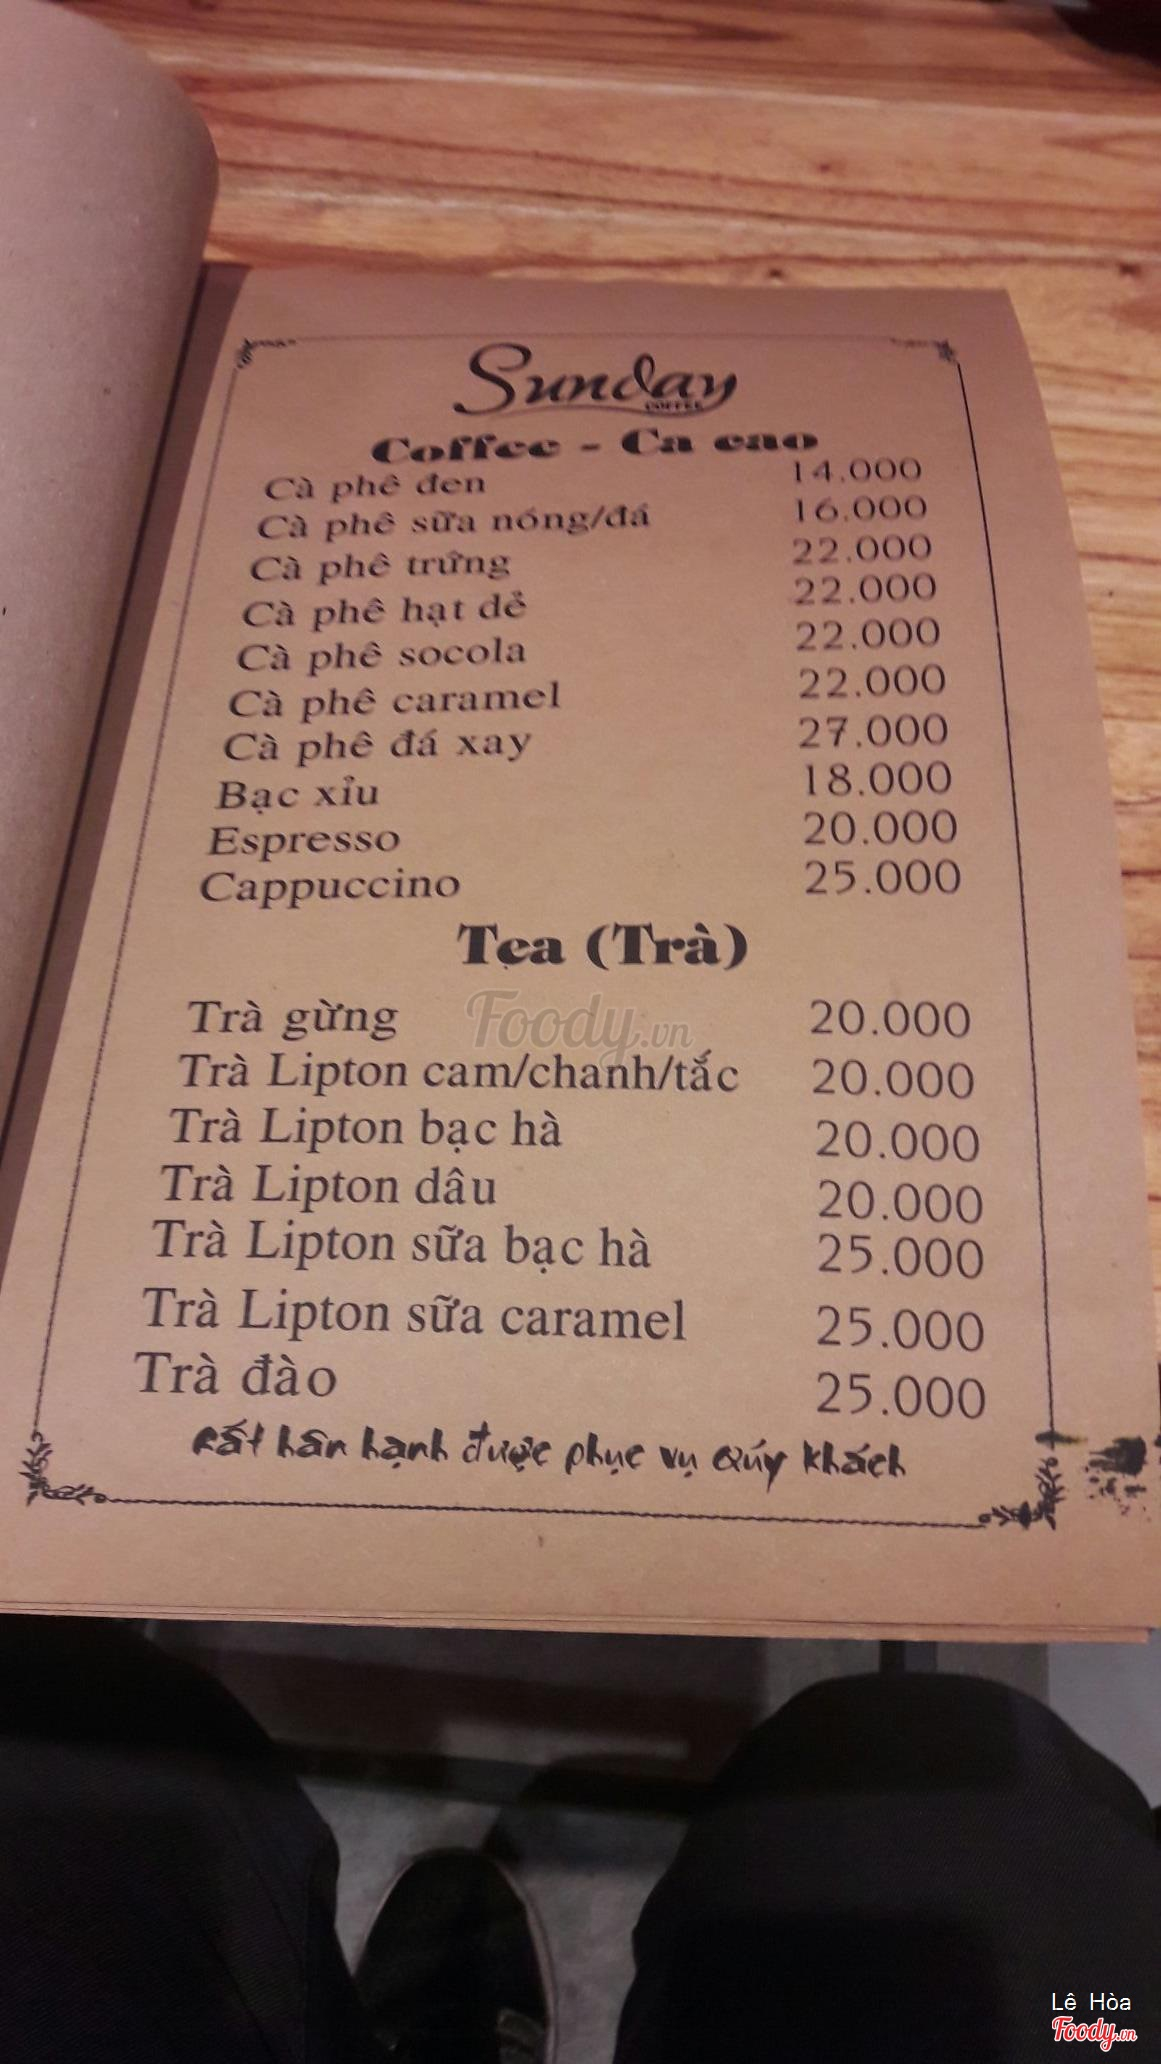 Sunday
COFFEE
Coffee - Ca cao
Cà phê đen 14.000
Cà phê sữa nóng/đá 16.000
Cà phê trứng 22.000
Cà phê hạt dẻ 22.000
Cà phê socola 22.000
Cà phê caramel 22.000
Cà phê đá xay 27.000
Bạc xỉu 18.000
Espresso 20.000
Cappuccino 25.000
Tea (Trà)
Foody.vn
Trà gừng 20.000
Trà Lipton cam/chanh/tắc 20.000
Trà Lipton bạc hà 20.000
Trà Lipton dâu 20.000
Trà Lipton sữa bạc hà 25.000
Trà Lipton sữa caramel 25.000
Trà đào 25.000
Rất hân hạnh được phục vụ Qúy khách
Lê Hòa
Foody.vn